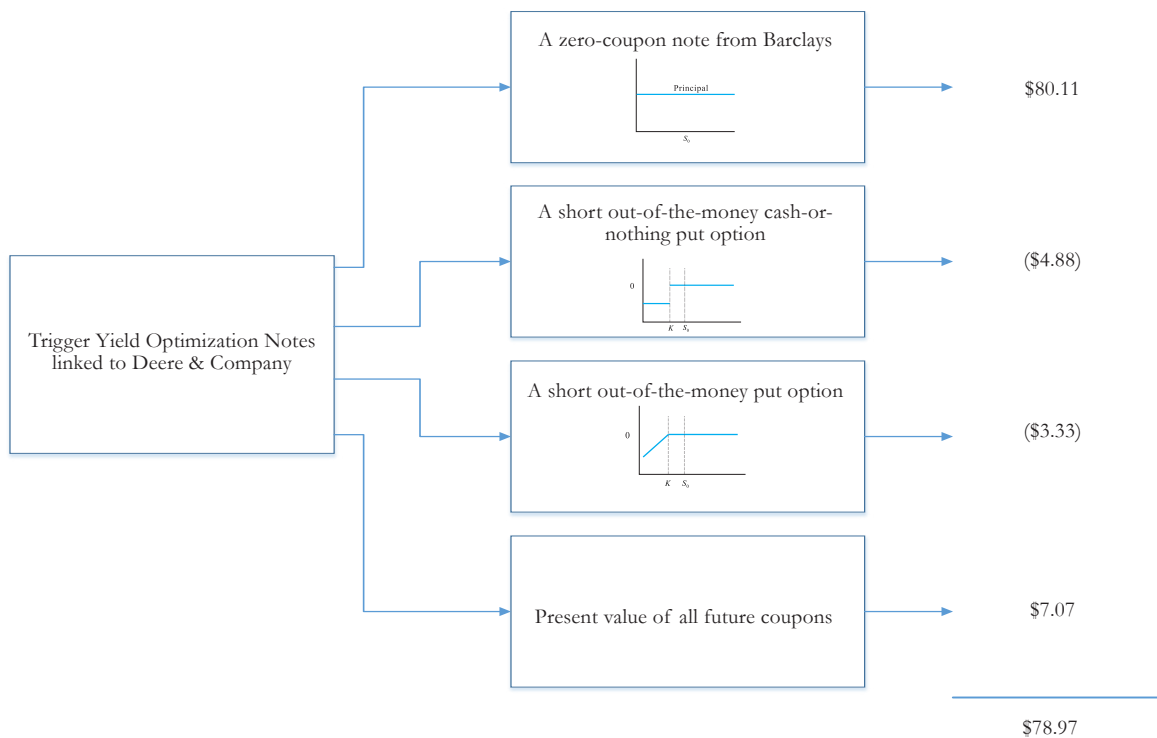 A zero-coupon note from Barclays
Principal
S₀
$80.11
A short out-of-the-money cash-or-
nothing put option
0
K S₀
($4.88)
Trigger Yield Optimization Notes
linked to Deere & Company
A short out-of-the-money put option
0
K S₀
($3.33)
Present value of all future coupons
$7.07
$78.97